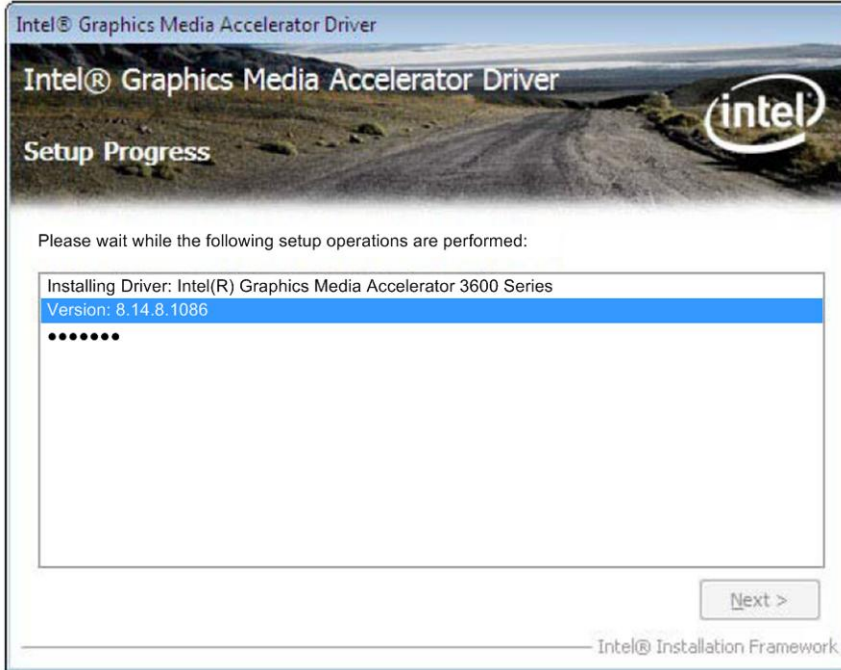 Intel® Graphics Media Accelerator Driver
Intel® Graphics Media Accelerator Driver
intel
Setup Progress
Please wait while the following setup operations are performed:
Installing Driver: Intel(R) Graphics Media Accelerator 3600 Series
Version: 8.14.8.1086
●●●●●●●
Next >
Intel® Installation Framework